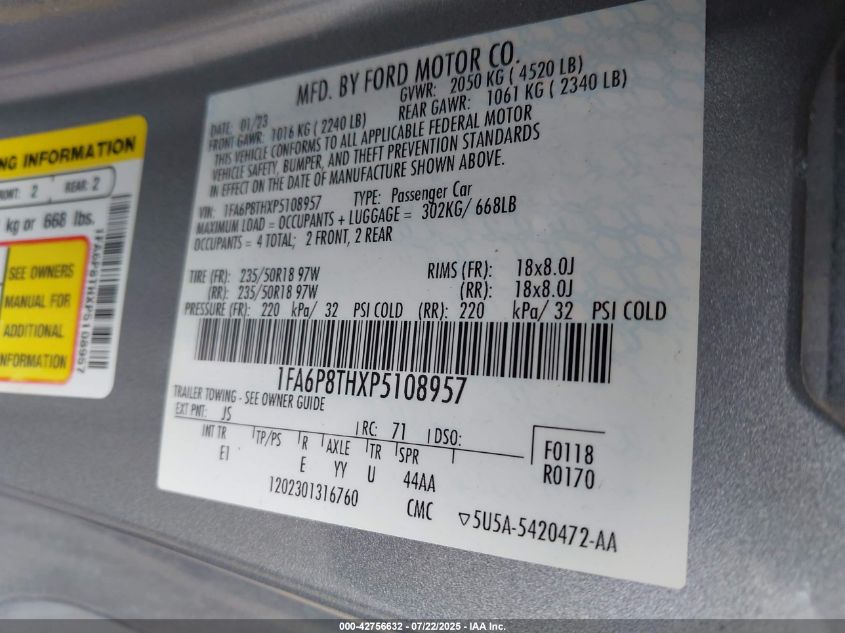 NG INFORMATION
RONT: 2 REAR: 2
kg or 668 lbs.
SEE OWNERS
MANUAL FOR
ADDITIONAL
INFORMATION
1FA6P8THXP5108957
MFD. BY FORD MOTOR CO.
DATE: 01/23 GVWR: 2050 KG ( 4520 LB)
FRONT GAWR: 1016 KG ( 2240 LB) REAR GAWR: 1061 KG ( 2340 LB)
THIS VEHICLE CONFORMS TO ALL APPLICABLE FEDERAL MOTOR
VEHICLE SAFETY, BUMPER, AND THEFT PREVENTION STANDARDS
IN EFFECT ON THE DATE OF MANUFACTURE SHOWN ABOVE.
VIN: 1FA6P8THXP5108957 TYPE: Passenger Car
MAXIMUM LOAD = OCCUPANTS + LUGGAGE = 302KG/ 668LB
OCCUPANTS = 4 TOTAL; 2 FRONT, 2 REAR
TIRE (FR): 235/50R18 97W RIMS (FR): 18x8.0J
(RR): 235/50R18 97W (RR): 18x8.0J
PRESSURE (FR): 220 kPa/ 32 PSI COLD (RR): 220 kPa/ 32 PSI COLD
1FA6P8THXP5108957
TRAILER TOWING - SEE OWNER GUIDE
EXT PNT: JS RC: 71 DSO:
INT TR TP/PS R AXLE TR SPR
E1 E YY U 44AA
F0118
R0170
1202301316760 CMC ▽5U5A-5420472-AA
000-42756632 - 07/22/2025 - IAA Inc.